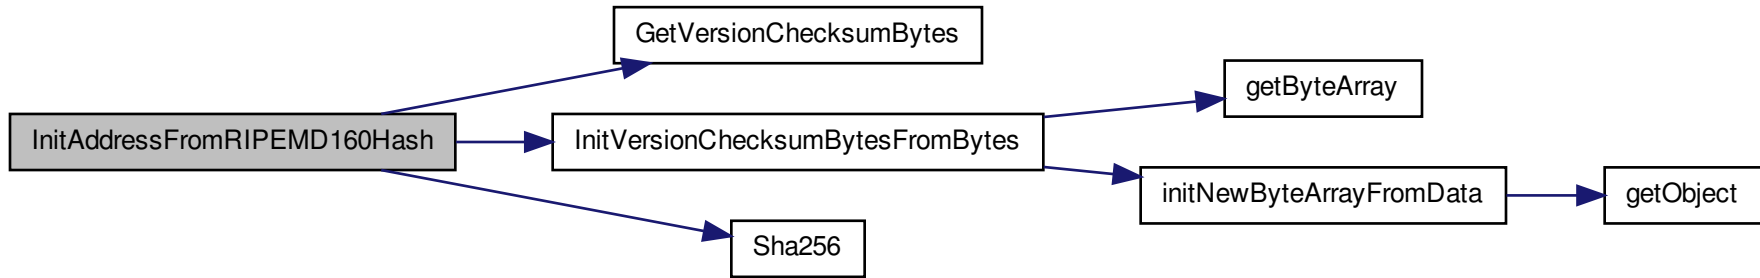 GetVersionChecksumBytes
getByteArray
InitAddressFromRIPEMD160Hash
InitVersionChecksumBytesFromBytes
initNewByteArrayFromData
getObject
Sha256